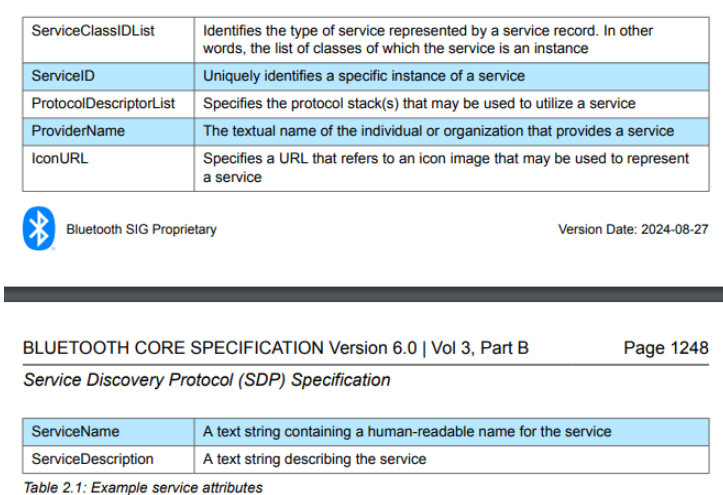 ServiceClassIDList Identifies the type of service represented by a service record. In other
words, the list of classes of which the service is an instance
ServiceID Uniquely identifies a specific instance of a service
ProtocolDescriptorList Specifies the protocol stack(s) that may be used to utilize a service
ProviderName The textual name of the individual or organization that provides a service
IconURL Specifies a URL that refers to an icon image that may be used to represent
a service
Bluetooth SIG Proprietary Version Date: 2024-08-27
BLUETOOTH CORE SPECIFICATION Version 6.0 | Vol 3, Part B Page 1248
Service Discovery Protocol (SDP) Specification
ServiceName A text string containing a human-readable name for the service
ServiceDescription A text string describing the service
Table 2.1: Example service attributes